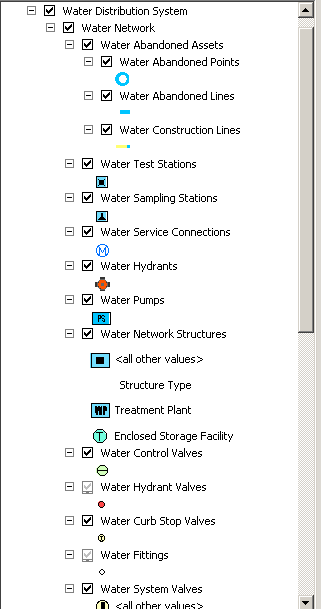 Water Distribution System
Water Network
Water Abandoned Assets
Water Abandoned Points
Water Abandoned Lines
Water Construction Lines
Water Test Stations
Water Sampling Stations
Water Service Connections
M
Water Hydrants
Water Pumps
PS
Water Network Structures
<all other values>
Structure Type
WP Treatment Plant
T Enclosed Storage Facility
Water Control Valves
Water Hydrant Valves
Water Curb Stop Valves
Water Fittings
Water System Valves
<all other values>